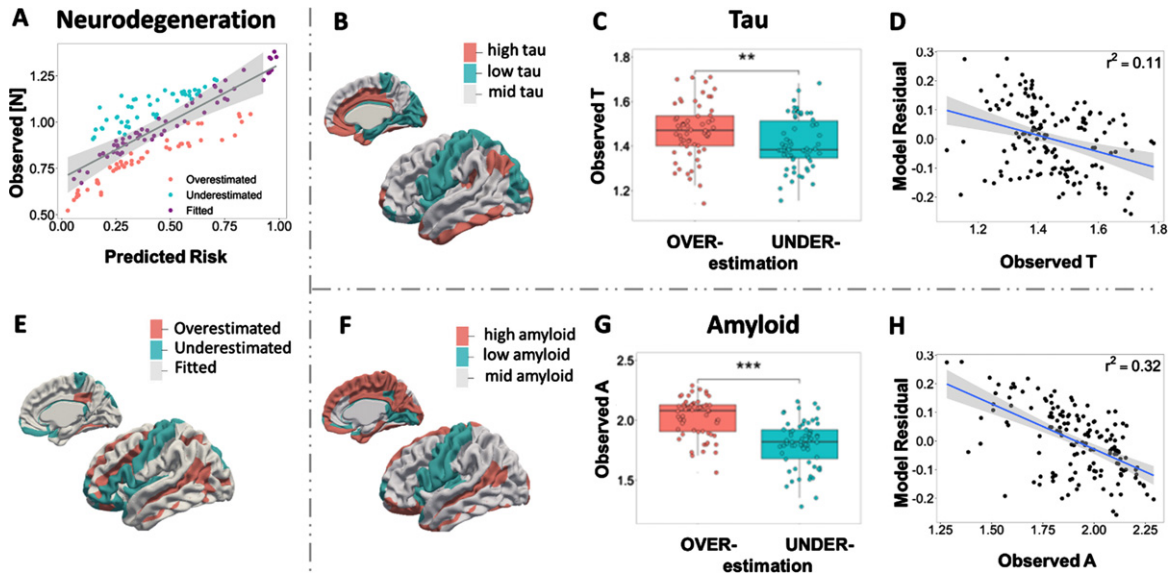 A Neurodegeneration
Observed [N]
1.25
1.00
0.75
0.50
Overestimated
Underestimated
Fitted
0.00 0.25 0.50 0.75 1.00
Predicted Risk
B
high tau
low tau
mid tau
C Tau
Observed T
1.8
1.6
1.4
1.2
**
OVER- UNDER-
estimation
D
Model Residual
0.3
0.2
0.1
0.0
-0.1
-0.2
r² = 0.11
1.2 1.4 1.6 1.8
Observed T
E
Overestimated
Underestimated
Fitted
F
high amyloid
low amyloid
mid amyloid
G Amyloid
Observed A
2.5
2.0
1.5
***
OVER- UNDER-
estimation
H
Model Residual
0.3
0.2
0.1
0.0
-0.1
-0.2
r² = 0.32
1.25 1.50 1.75 2.00 2.25
Observed A